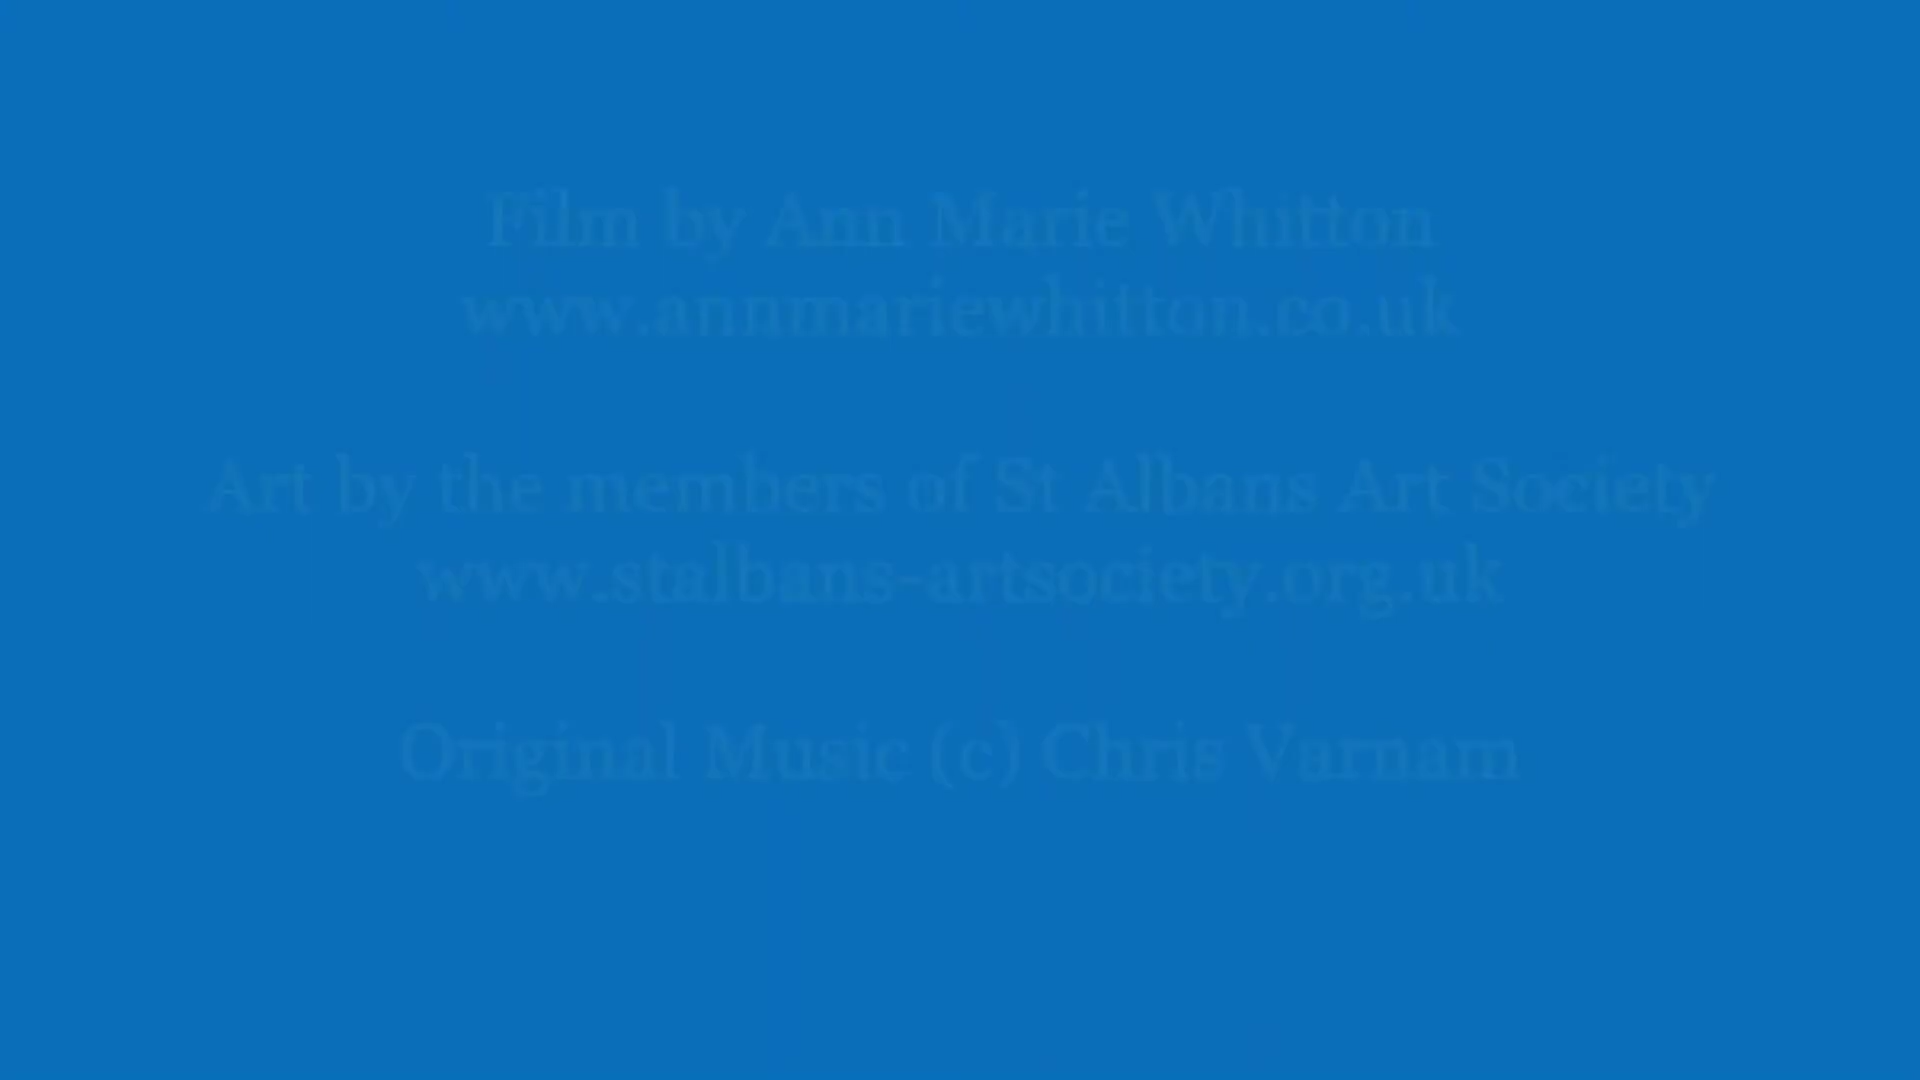 Film by Ann Marie Whitton
www.annmariewhitton.co.uk
Art by the members of St Albans Art Society
www.stalbans-artsociety.org.uk
Original Music (c) Chris Varnam